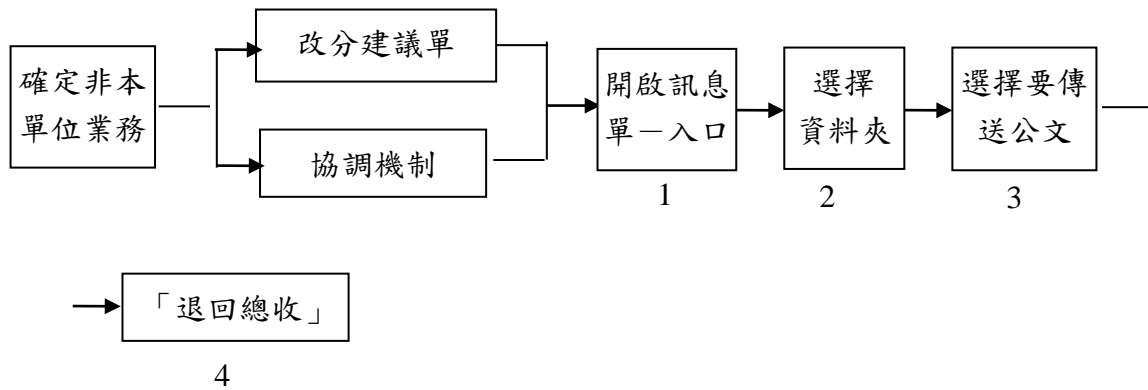 確定非本
單位業務
改分建議單
協調機制
開啟訊息
單－入口
1
選擇
資料夾
2
選擇要傳
送公文
3
「退回總收」
4